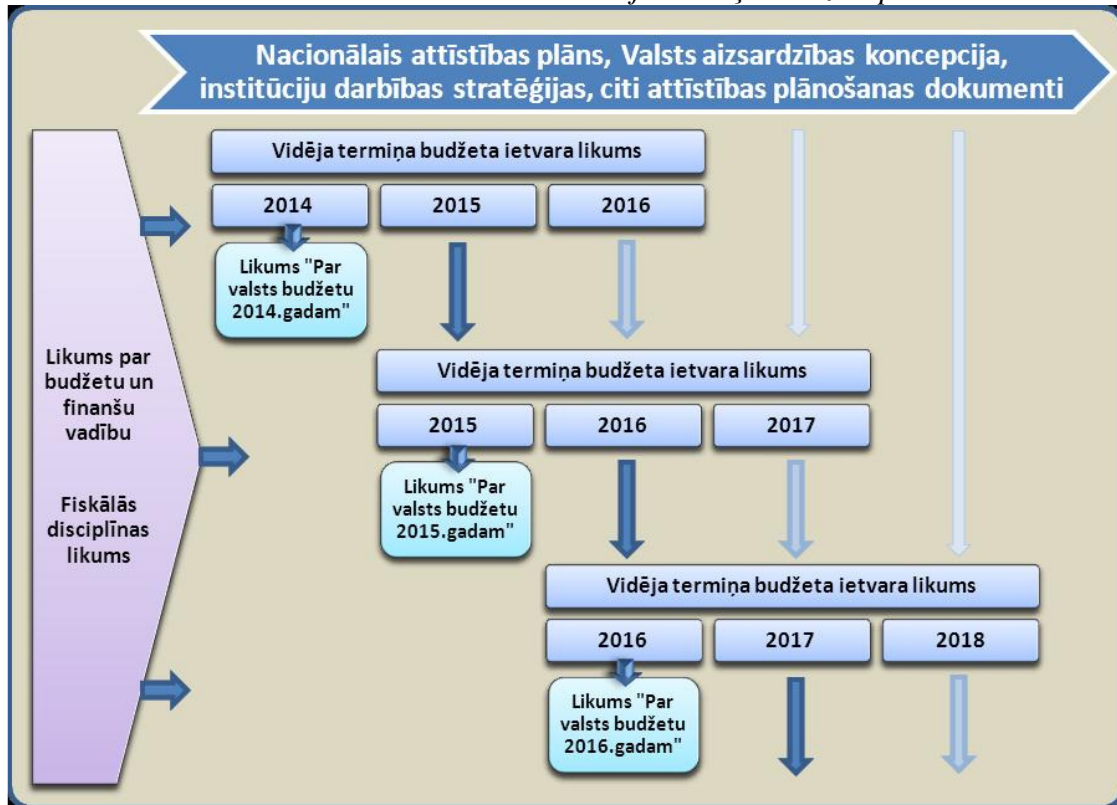 Nacionālais attīstības plāns, Valsts aizsardzības koncepcija,
institūciju darbības stratēģijas, citi attīstības plānošanas dokumenti
Vidēja termiņa budžeta ietvara likums
2014
2015
2016
Likums "Par
valsts budžetu
2014.gadam"
Likums par
budžetu un
finanšu
vadību
Fiskālās
disciplīnas
likums
Vidēja termiņa budžeta ietvara likums
2015
2016
2017
Likums "Par
valsts budžetu
2015.gadam"
Vidēja termiņa budžeta ietvara likums
2016
2017
2018
Likums "Par
valsts budžetu
2016.gadam"